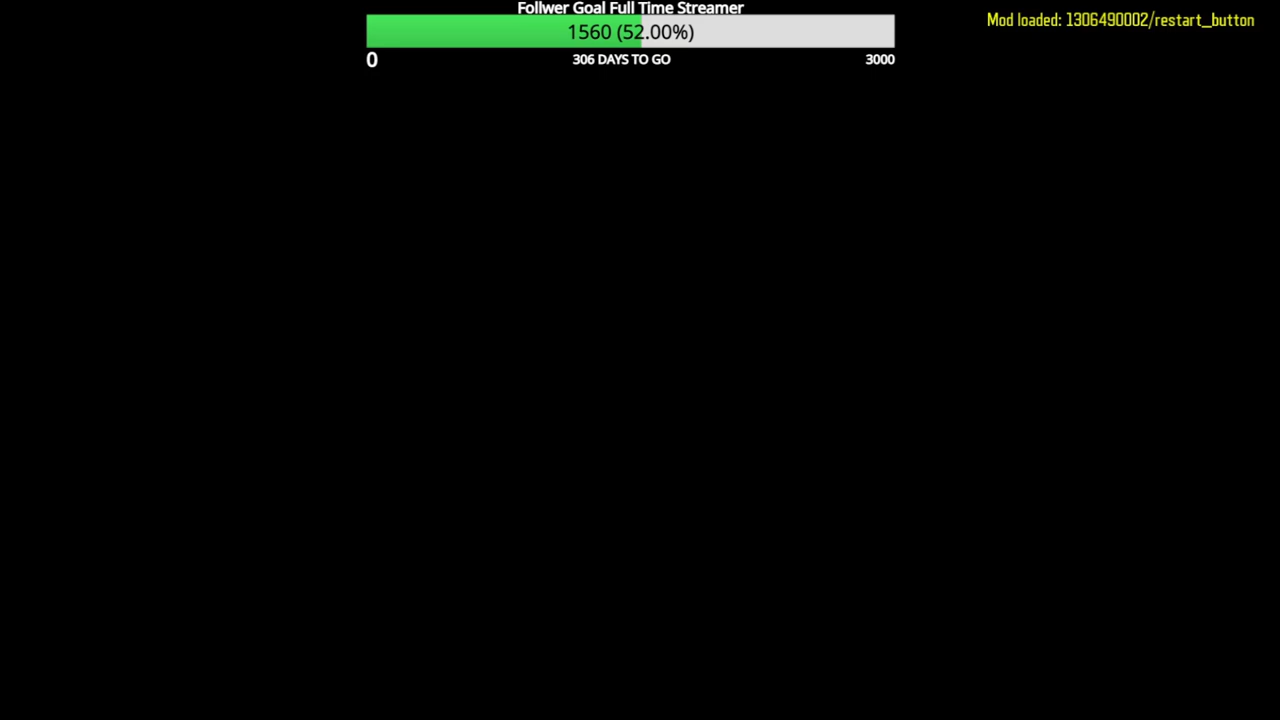 Follwer Goal Full Time Streamer
1560 (52.00%)
0 306 DAYS TO GO 3000
Mod loaded: 1306490002/restart_button